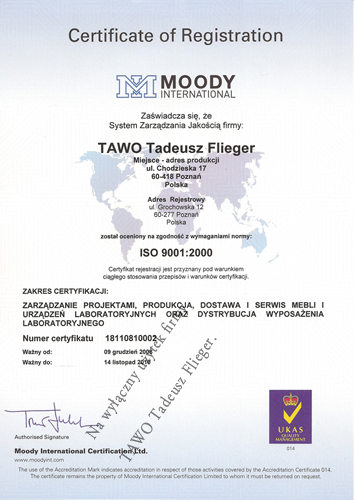 Certificate of Registration
MOODY
INTERNATIONAL
Zaświadcza się, że
System Zarządzania Jakością firmy:
TAWO Tadeusz Flieger
Miejsce - adres produkcji
ul. Chodzieska 17
60-418 Poznań
Polska
Adres Rejestrowy
ul. Grochowska 12
60-277 Poznań
Polska
został oceniony na zgodność z wymaganiami normy:
ISO 9001:2000
Certyfikat rejestracji jest przyznany pod warunkiem
ciągłego stosowania przepisów i warunków certyfikacji.
ZAKRES CERTYFIKACJI:
ZARZĄDZANIE PROJEKTAMI, PRODUKCJA, DOSTAWA I SERWIS MEBLI I
URZĄDZEŃ LABORATORYJNYCH ORAZ DYSTRYBUCJA WYPOSAŻENIA
LABORATORYJNEGO
Numer certyfikatu 18110810002
Ważny od: 09 grudzień 2008
Ważny do: 14 listopad 2010
Na wyłączny użytek firmy
TAWO Tadeusz Flieger.
Authorised Signature
UKAS
QUALITY
MANAGEMENT
014
Moody International Certification Ltd.
www.moodyint.com
The use of the Accreditation Mark indicates accreditation in respect of those activities covered by the Accreditation Certificate 014.
The certificate remains the property of Moody International Certification Limited to whom it must be returned on request.